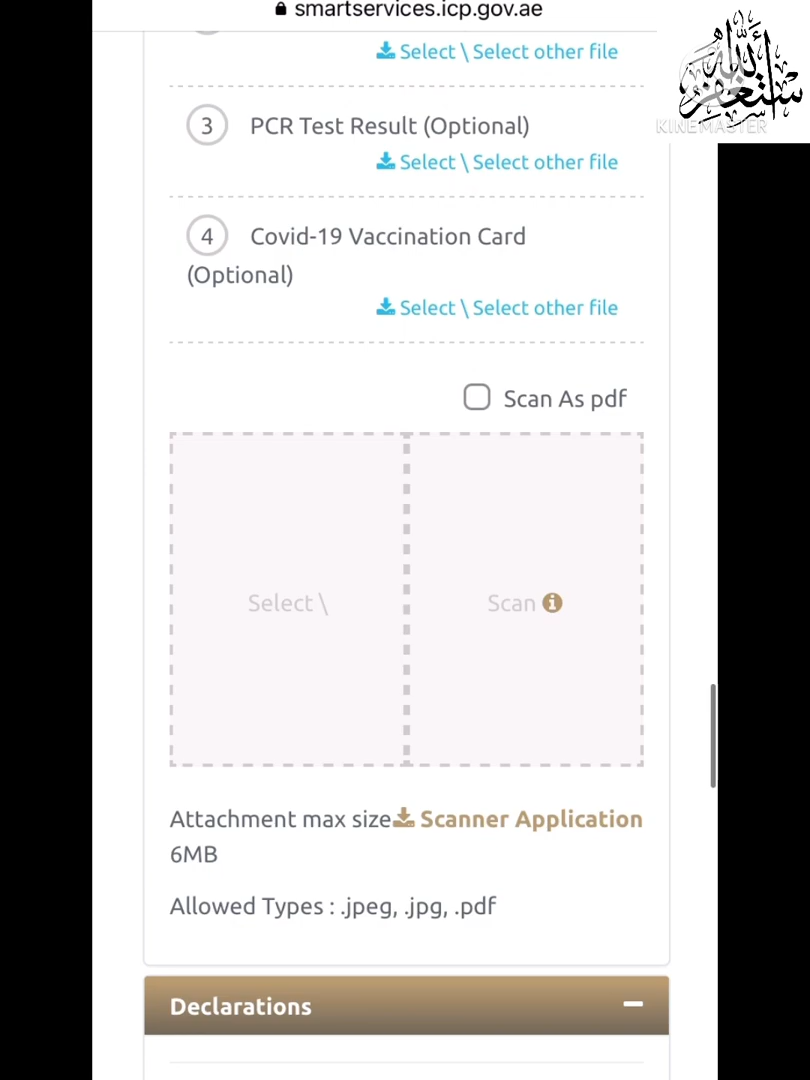 smartservices.icp.gov.ae
Select \ Select other file
3 PCR Test Result (Optional)
Select \ Select other file
4 Covid-19 Vaccination Card
(Optional)
Select \ Select other file
Scan As pdf
Select \
Scan
Attachment max size Scanner Application
6MB
Allowed Types : .jpeg, .jpg, .pdf
Declarations
أستغفر الله
KINEMASTER